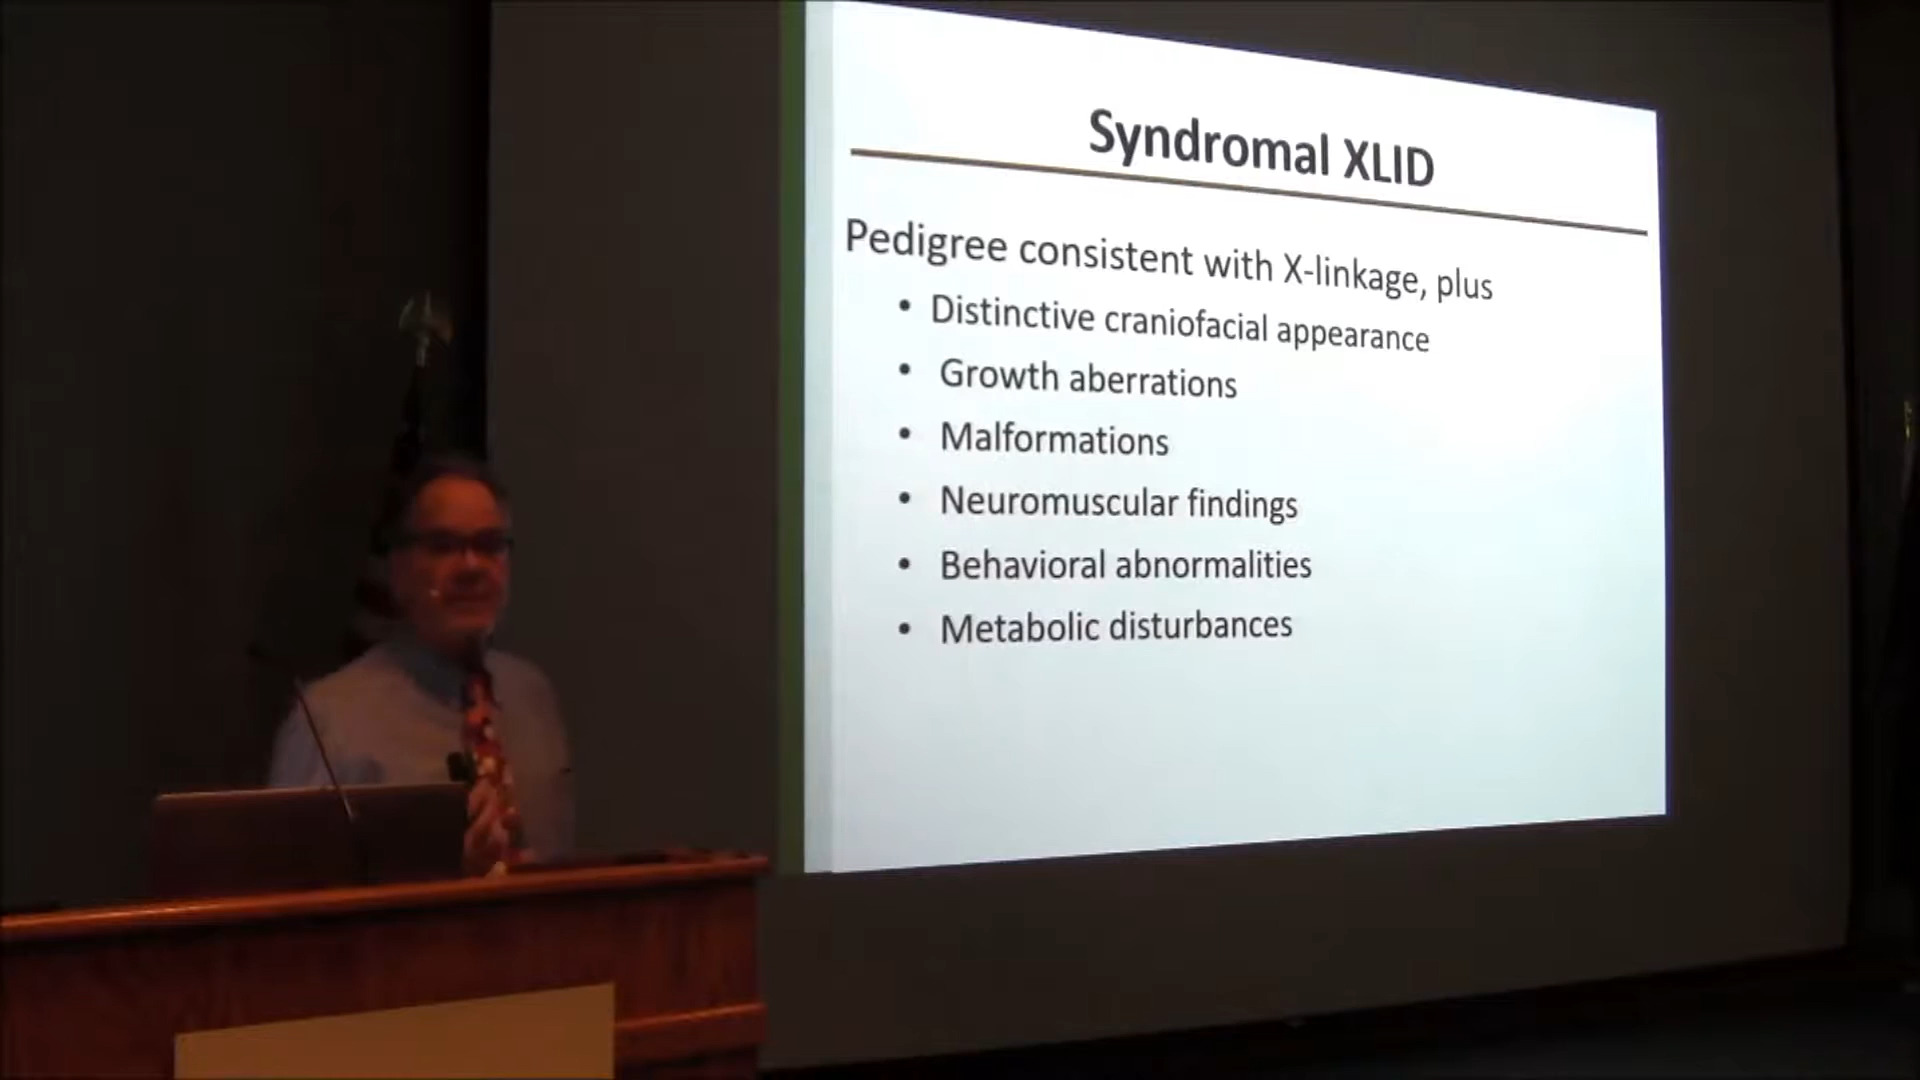 Syndromal XLID
Pedigree consistent with X-linkage, plus
• Distinctive craniofacial appearance
• Growth aberrations
• Malformations
• Neuromuscular findings
• Behavioral abnormalities
• Metabolic disturbances